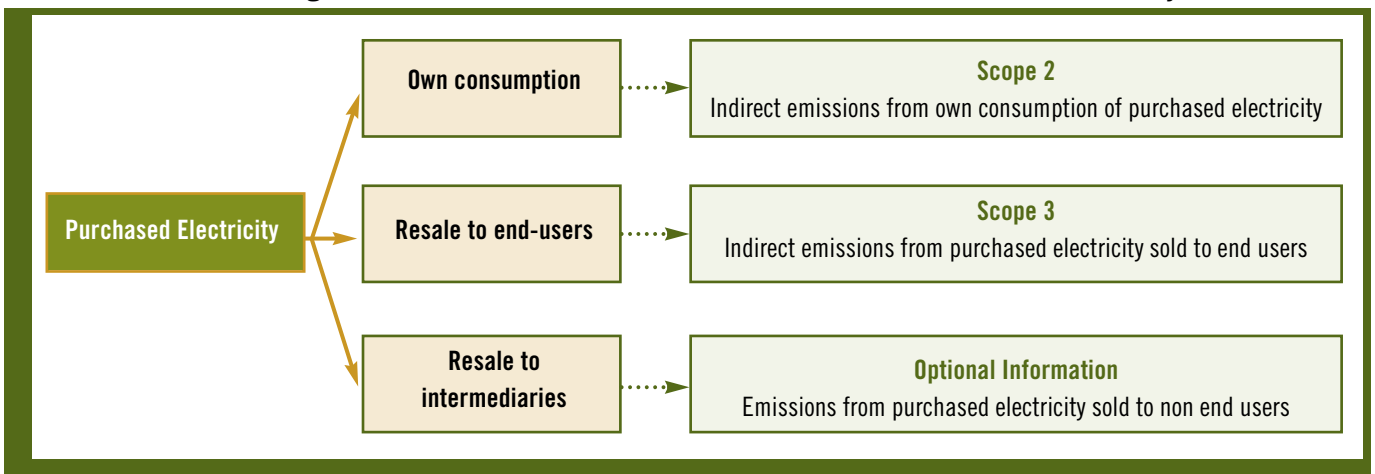 Own consumption
Scope 2
Indirect emissions from own consumption of purchased electricity
Purchased Electricity
Resale to end-users
Scope 3
Indirect emissions from purchased electricity sold to end users
Resale to
intermediaries
Optional Information
Emissions from purchased electricity sold to non end users